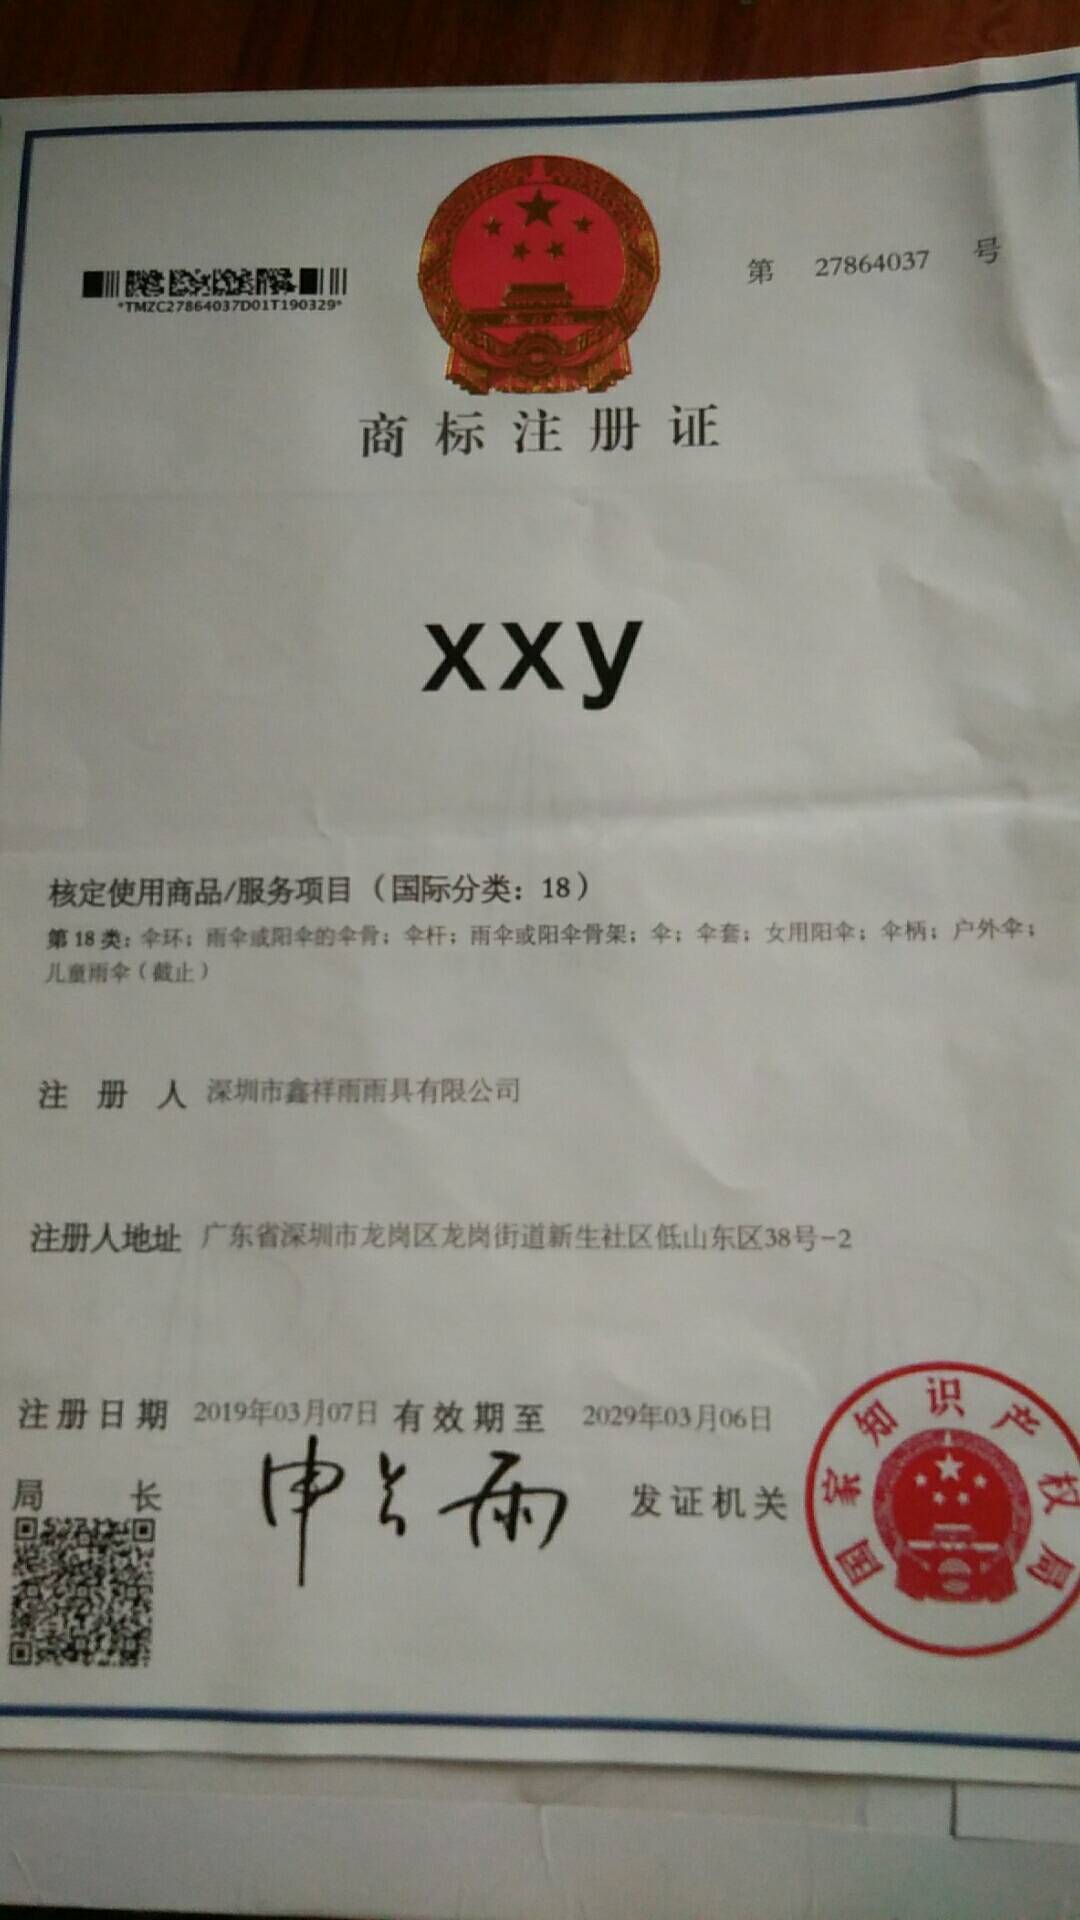 第 27864037 号
*TMZC27864037D01T190329*
商标注册证
xxy
核定使用商品/服务项目（国际分类：18）
第18类：伞环；雨伞或阳伞的伞骨；伞杆；雨伞或阳伞骨架；伞；伞套；女用阳伞；伞柄；户外伞；
儿童雨伞（截止）
注册人 深圳市鑫祥雨雨具有限公司
注册人地址 广东省深圳市龙岗区龙岗街道新生社区低山东区38号-2
注册日期 2019年03月07日 有效期至 2029年03月06日
局长 申长雨 发证机关
国家知识产权局